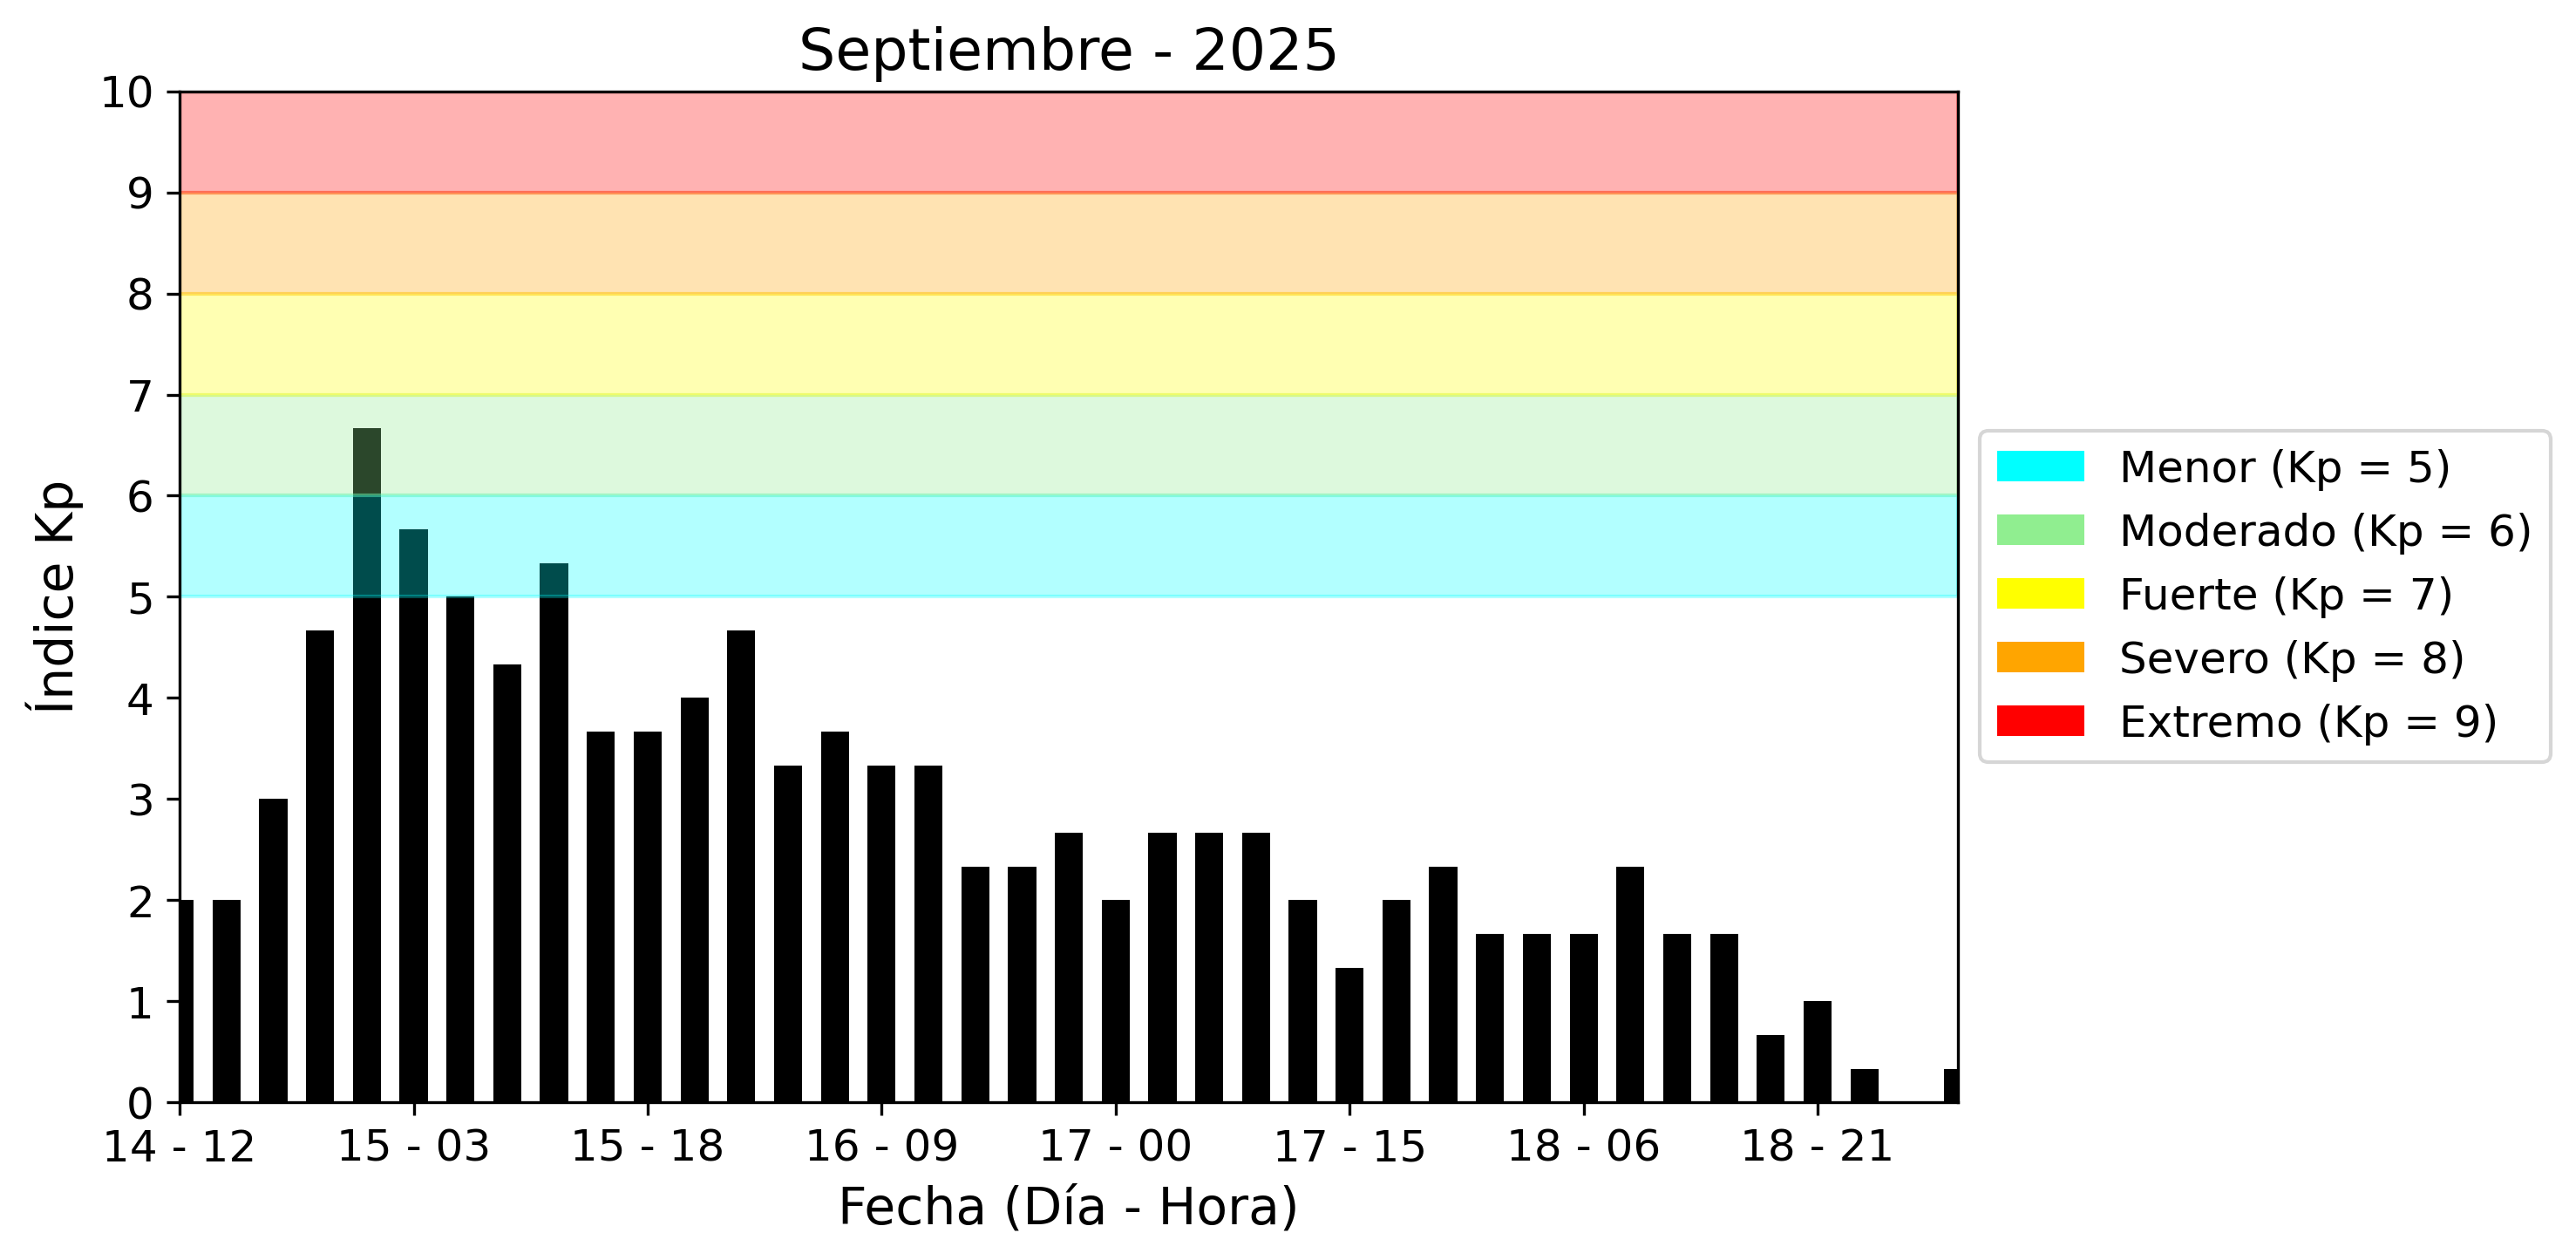 Septiembre - 2025
10
9
8
7
6
5
4
3
2
1
0
Índice Kp
14 - 12
15 - 03
15 - 18
16 - 09
17 - 00
17 - 15
18 - 06
18 - 21
Fecha (Día - Hora)
Menor (Kp = 5)
Moderado (Kp = 6)
Fuerte (Kp = 7)
Severo (Kp = 8)
Extremo (Kp = 9)